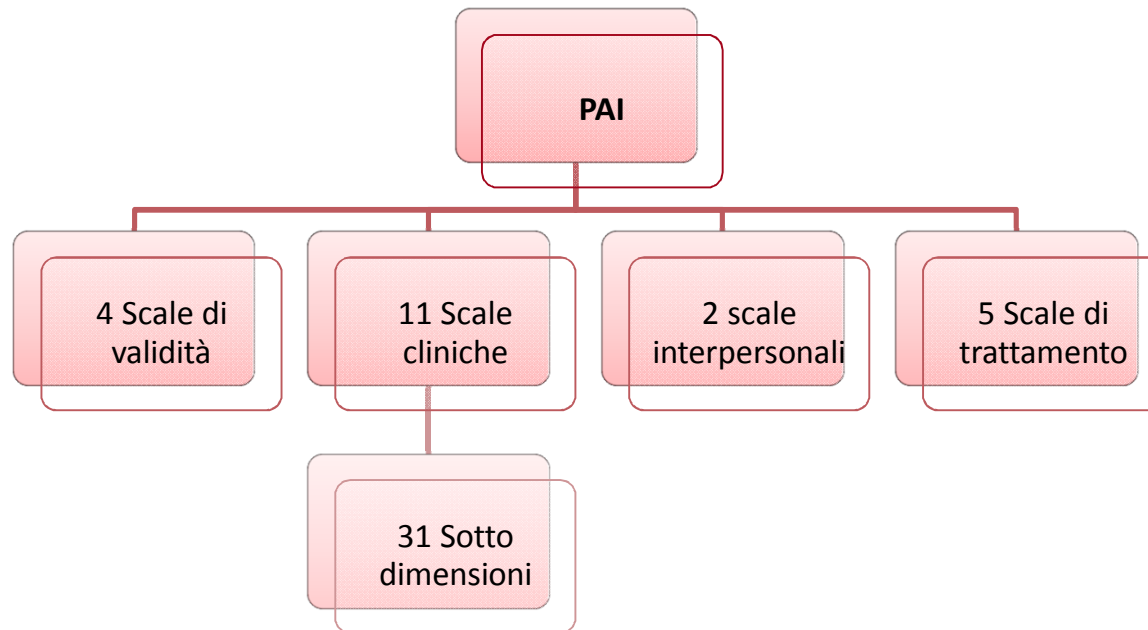 PAI
4 Scale di
validità
11 Scale
cliniche
2 scale
interpersonali
5 Scale di
trattamento
31 Sotto
dimensioni